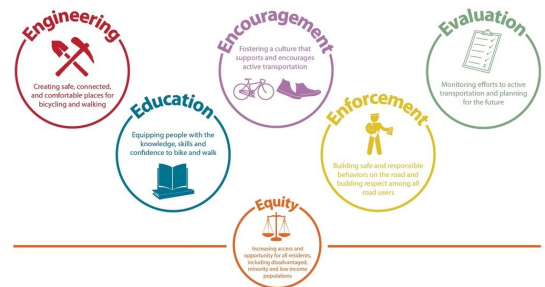 Engineering
Creating safe, connected,
and comfortable places for
bicycling and walking
Education
Equipping people with the
knowledge, skills and
confidence to bike and walk
Encouragement
Fostering a culture that
supports and encourages
active transportation
Enforcement
Building safe and responsible
behaviors on the road and
building respect among all
road users
Evaluation
Monitoring efforts to active
transportation and planning
for the future
Equity
Increasing access and
opportunity for all residents,
including disadvantaged,
minority and low income
populations